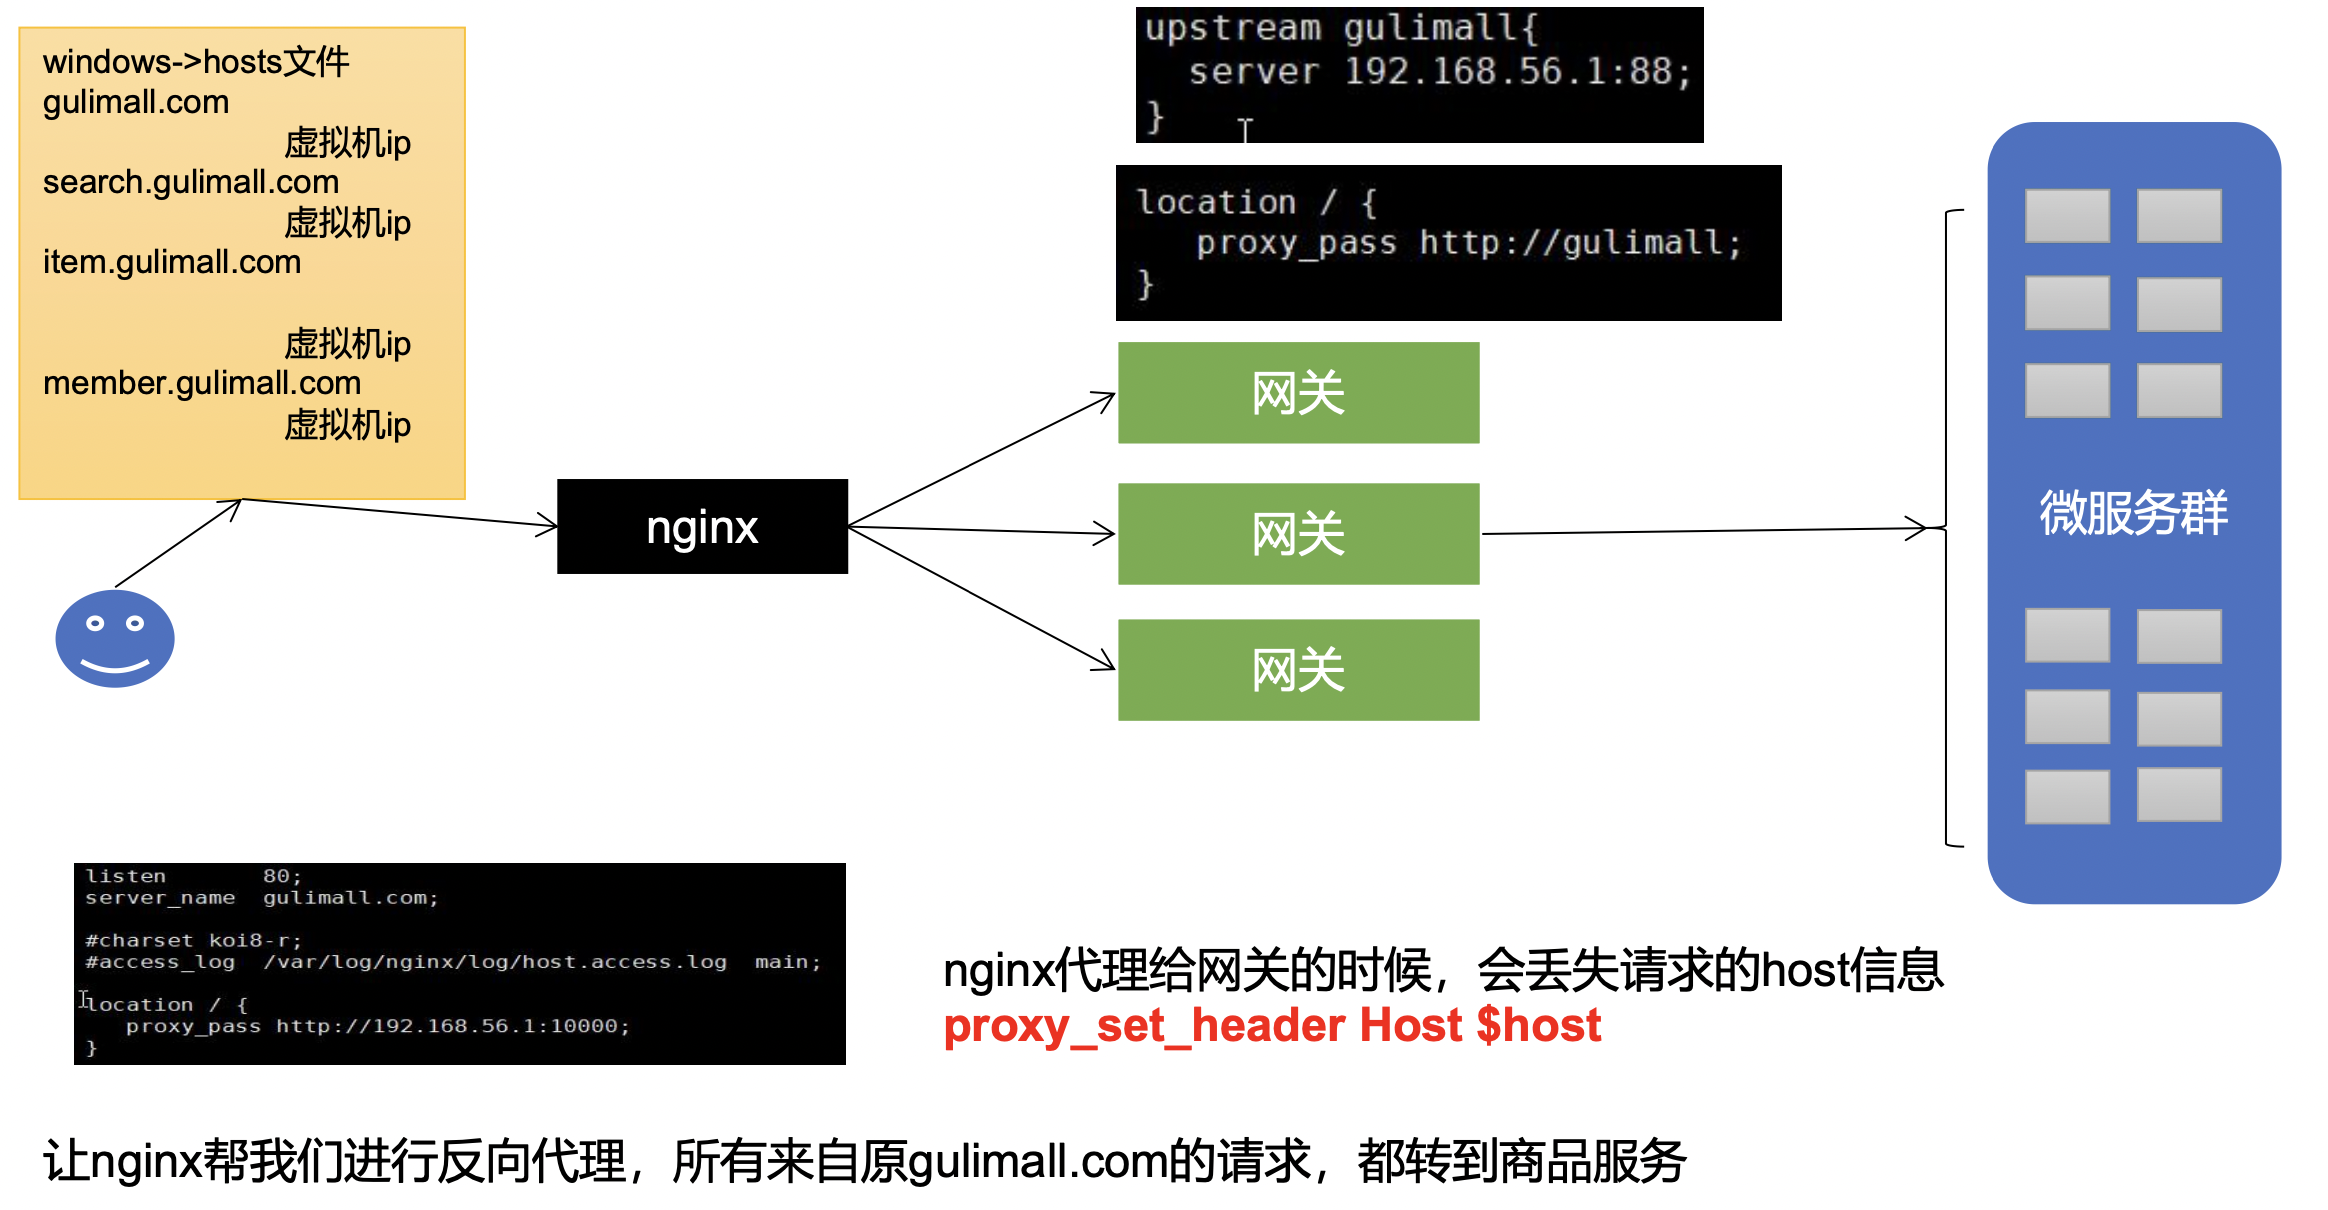 windows->hosts文件
gulimall.com
虚拟机ip
search.gulimall.com
虚拟机ip
item.gulimall.com
虚拟机ip
member.gulimall.com
虚拟机ip
upstream gulimall{
server 192.168.56.1:88;
}
location / {
proxy_pass http://gulimall;
}
nginx
网关
网关
网关
微服务群
listen 80;
server_name gulimall.com;
#charset koi8-r;
#access_log /var/log/nginx/log/host.access.log main;
location / {
proxy_pass http://192.168.56.1:10000;
}
nginx代理给网关的时候，会丢失请求的host信息
proxy_set_header Host $host
让nginx帮我们进行反向代理，所有来自原gulimall.com的请求，都转到商品服务